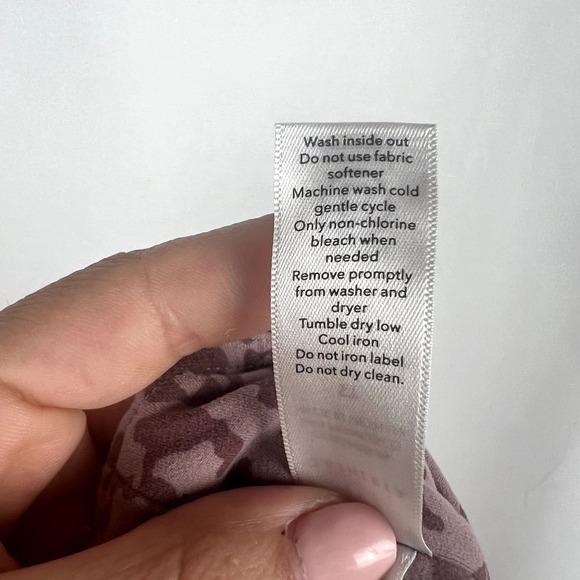 Wash inside out
Do not use fabric
softener
Machine wash cold
gentle cycle
Only non-chlorine
bleach when
needed
Remove promptly
from washer and
dryer
Tumble dry low
Cool iron
Do not iron label
Do not dry clean.